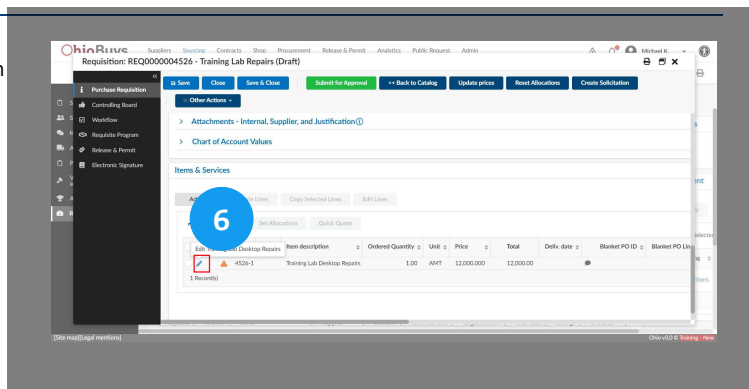 OhioBuys Suppliers Sourcing Contracts Shop Procurement Release & Permit Analytics Public Request Admin Michael K.
Requisition: REQ0000004526 - Training Lab Repairs (Draft)
Save Close Save & Close Submit for Approval << Back to Catalog Update prices Reset Allocations Create Solicitation
Other Actions
Purchase Requisition
Controlling Board
Workflow
Requisite Program
Release & Permit
Electronic Signature
> Attachments - Internal, Supplier, and Justification
> Chart of Account Values
Items & Services
Lines Copy Selected Lines Edit Lines
6
Set Allocations Quick Quote
Item description Ordered Quantity Unit Price Total Deliv. date Blanket PO ID Blanket PO Lin
Desktop Repairs
4526-1 Training Lab Desktop Repairs 1.00 AMT 12,000.000 12,000.00
1 Record(s)
[Site map][Legal mentions] Ohio v3.0 © Training - New